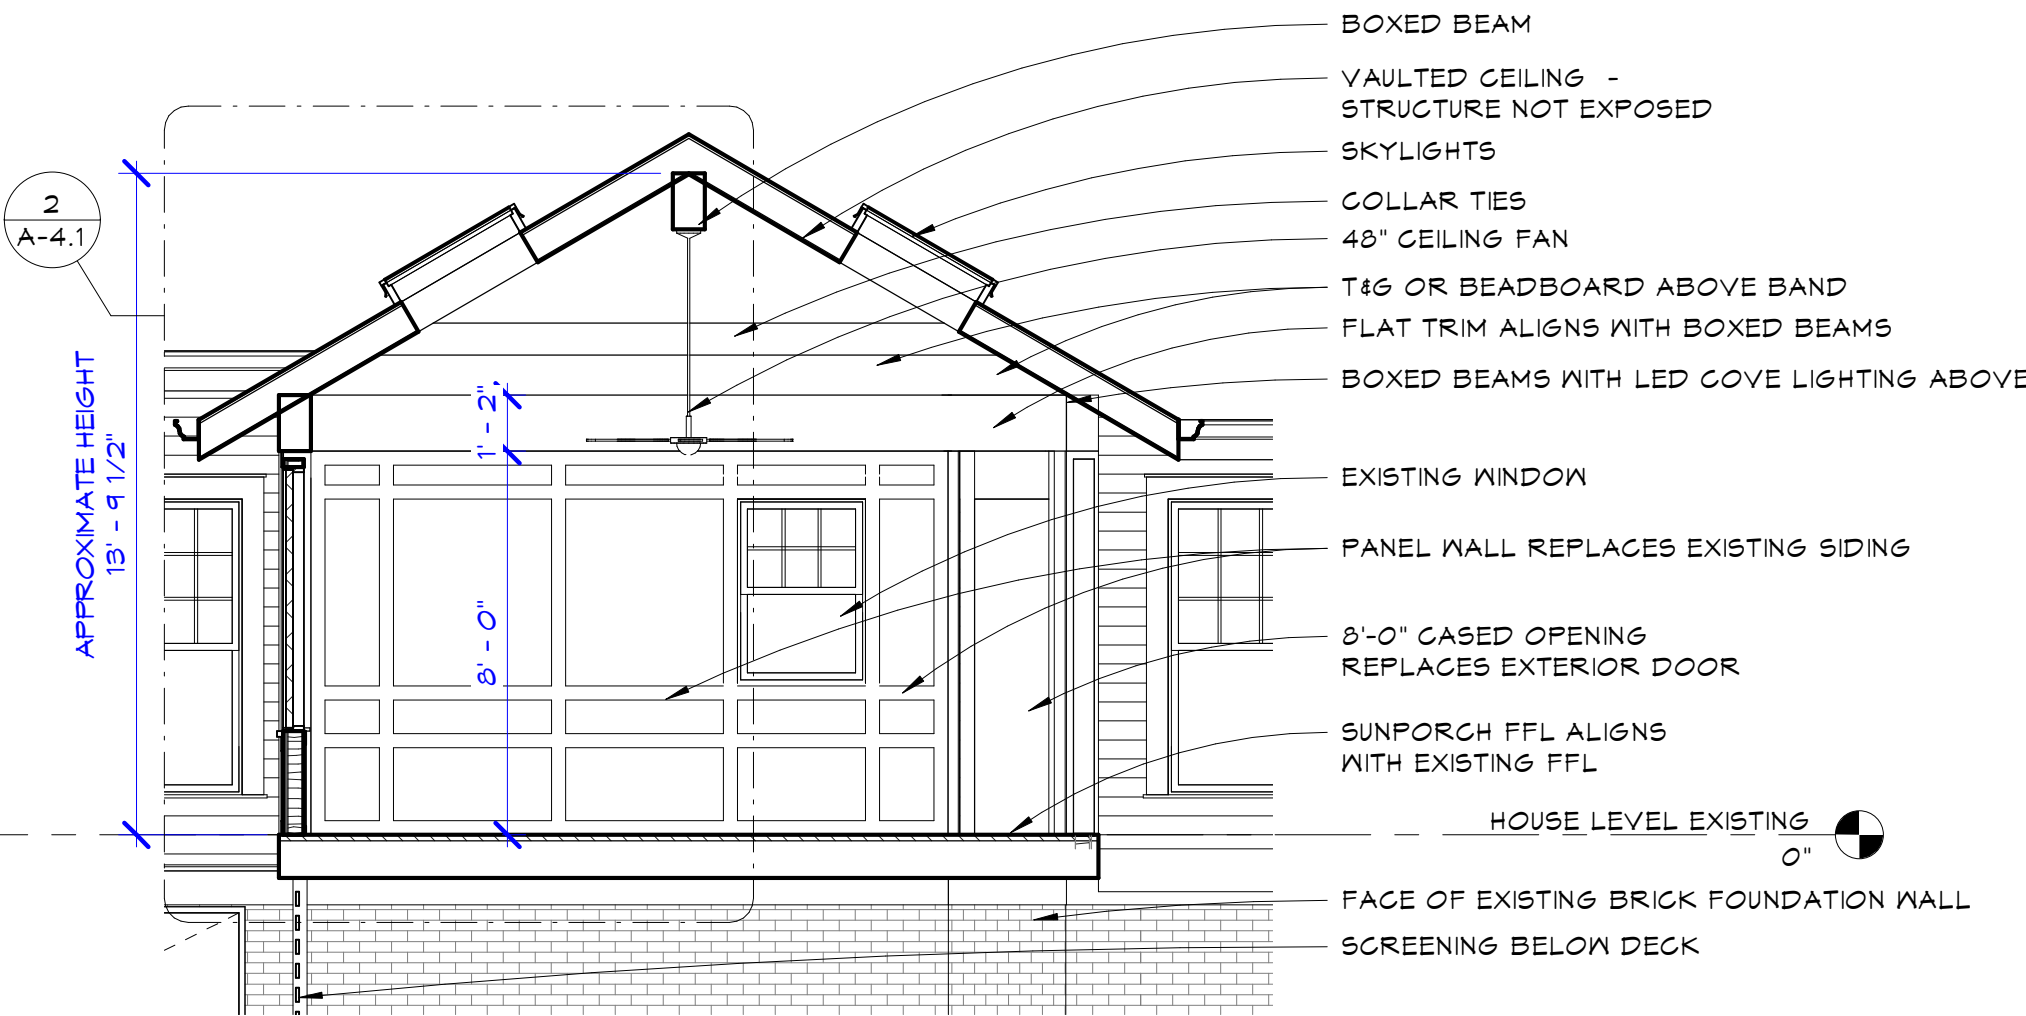 BOXED BEAM
VAULTED CEILING -
STRUCTURE NOT EXPOSED
SKYLIGHTS
COLLAR TIES
48" CEILING FAN
T&G OR BEADBOARD ABOVE BAND
FLAT TRIM ALIGNS WITH BOXED BEAMS
BOXED BEAMS WITH LED COVE LIGHTING ABOVE
EXISTING WINDOW
PANEL WALL REPLACES EXISTING SIDING
8'-0" CASED OPENING
REPLACES EXTERIOR DOOR
SUNPORCH FFL ALIGNS
WITH EXISTING FFL
HOUSE LEVEL EXISTING
0"
FACE OF EXISTING BRICK FOUNDATION WALL
SCREENING BELOW DECK
2
A-4.1
APPROXIMATE HEIGHT
13' - 9 1/2"
1' - 2"
8' - 0"